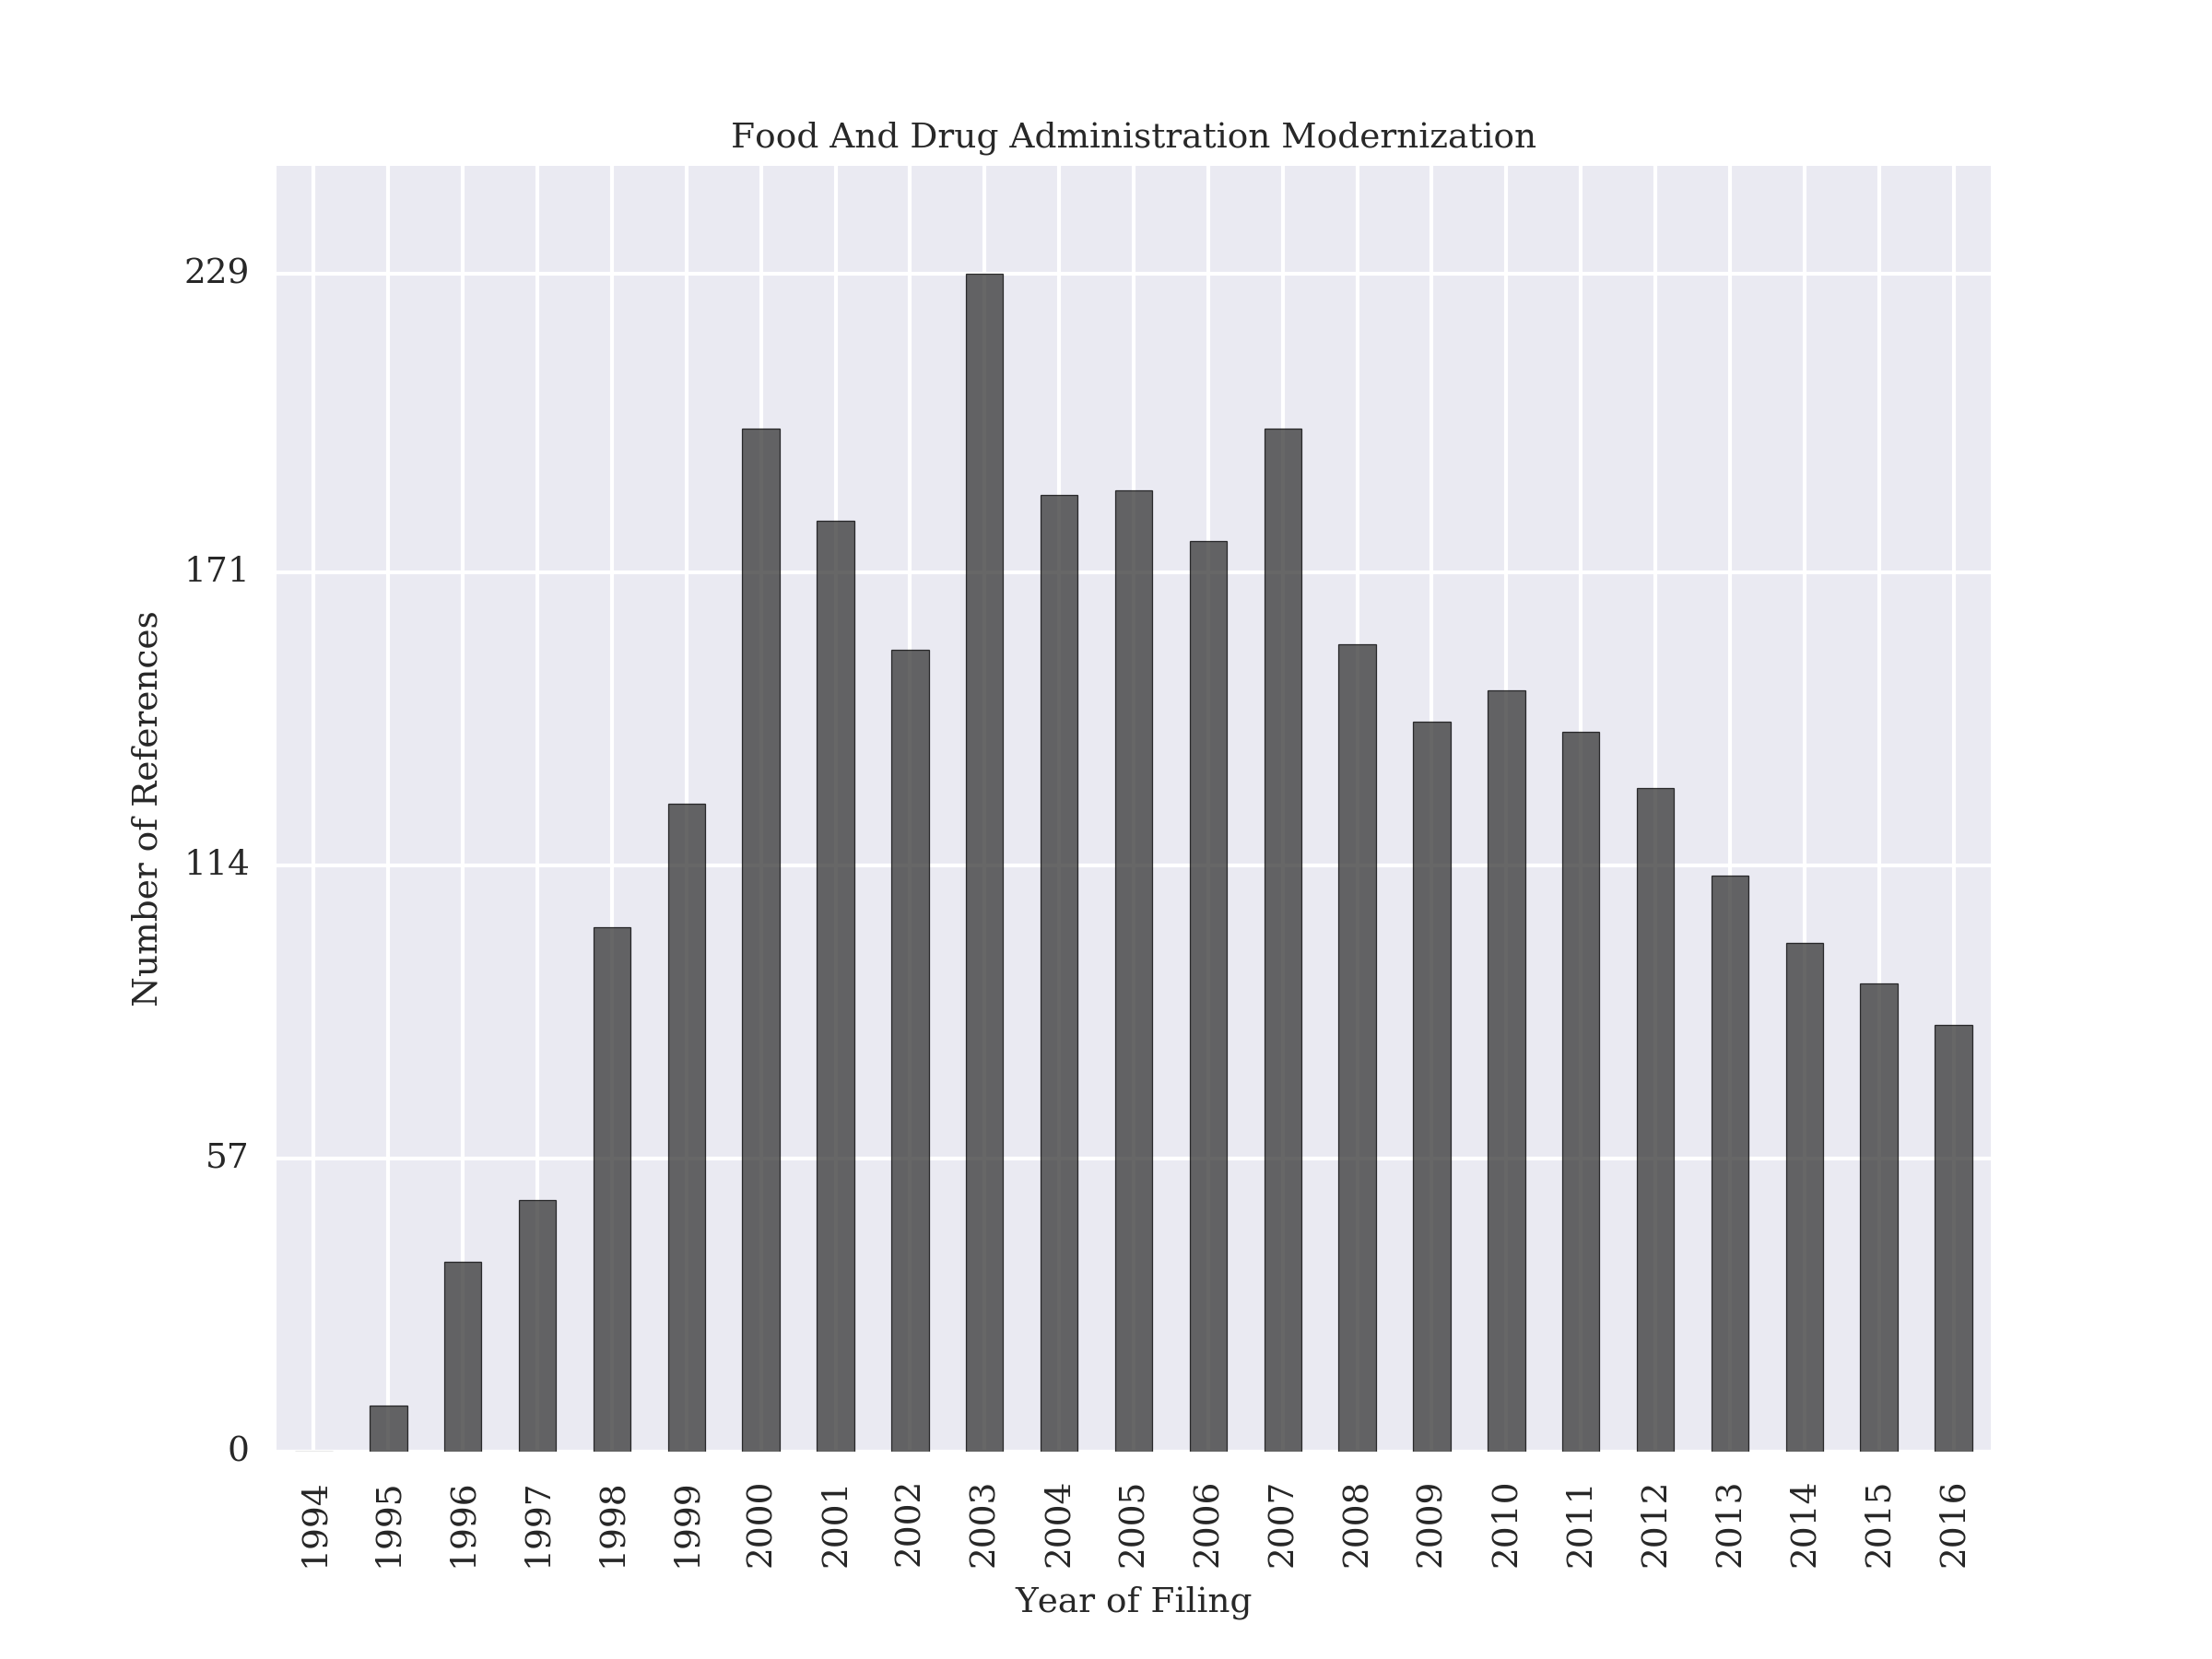 Food And Drug Administration Modernization
229
171
114
57
0
Number of References
1994 1995 1996 1997 1998 1999 2000 2001 2002 2003 2004 2005 2006 2007 2008 2009 2010 2011 2012 2013 2014 2015 2016
Year of Filing